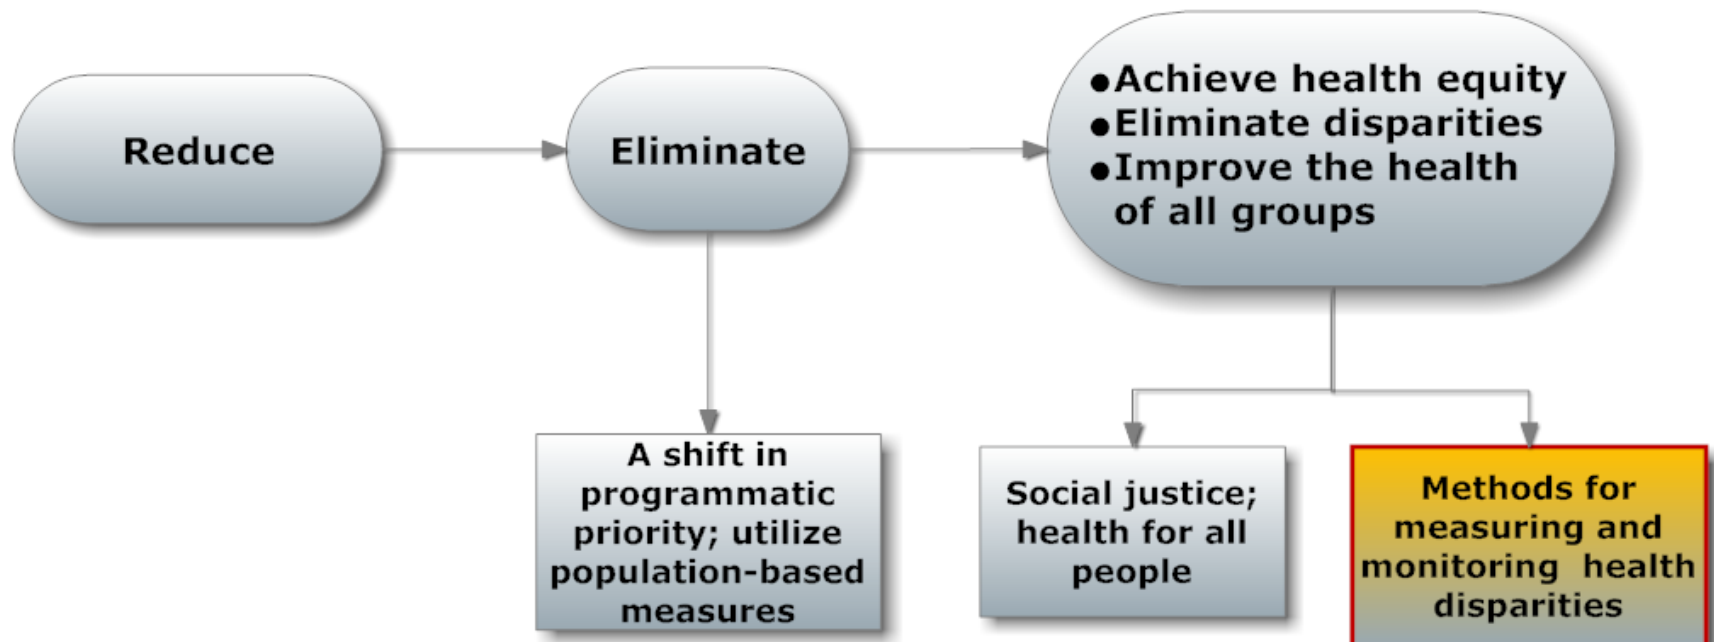 Reduce
Eliminate
●Achieve health equity
●Eliminate disparities
●Improve the health
of all groups
A shift in
programmatic
priority; utilize
population-based
measures
Social justice;
health for all
people
Methods for
measuring and
monitoring health
disparities